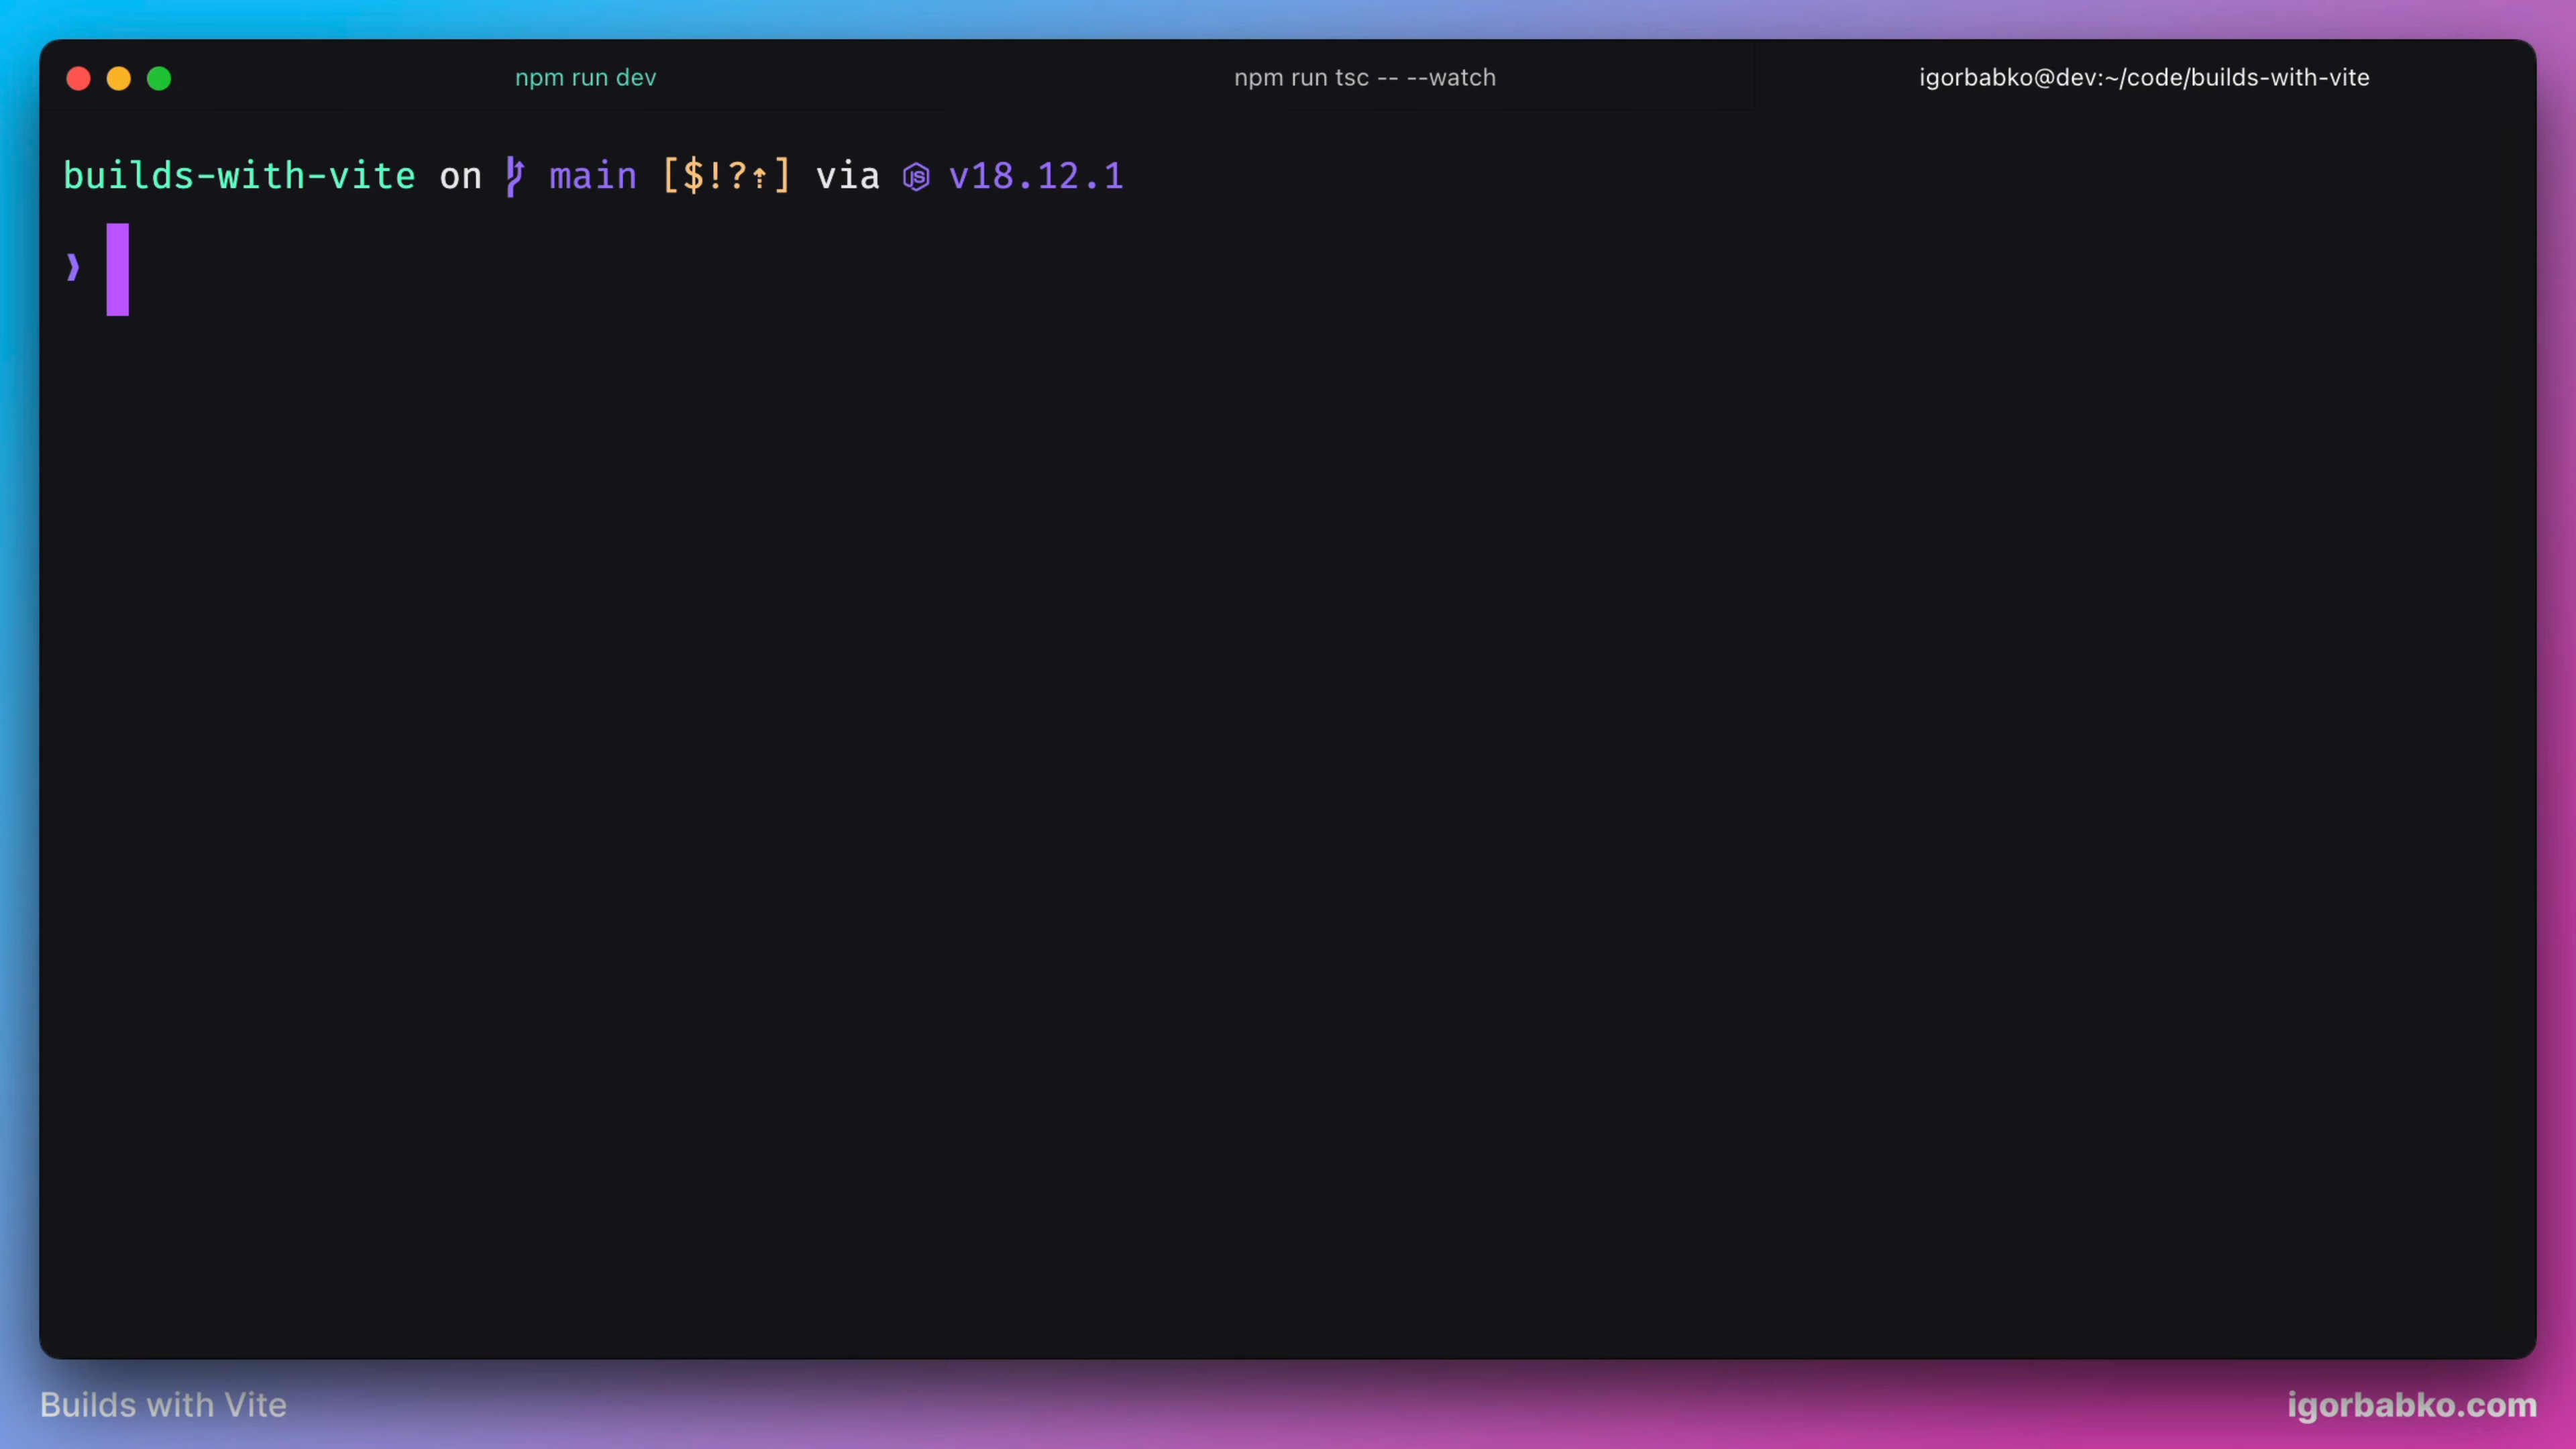 npm run dev
npm run tsc -- --watch
igorbabko@dev:~/code/builds-with-vite
builds-with-vite on main [$!?⇡] via JS v18.12.1
❯
Builds with Vite
igorbabko.com